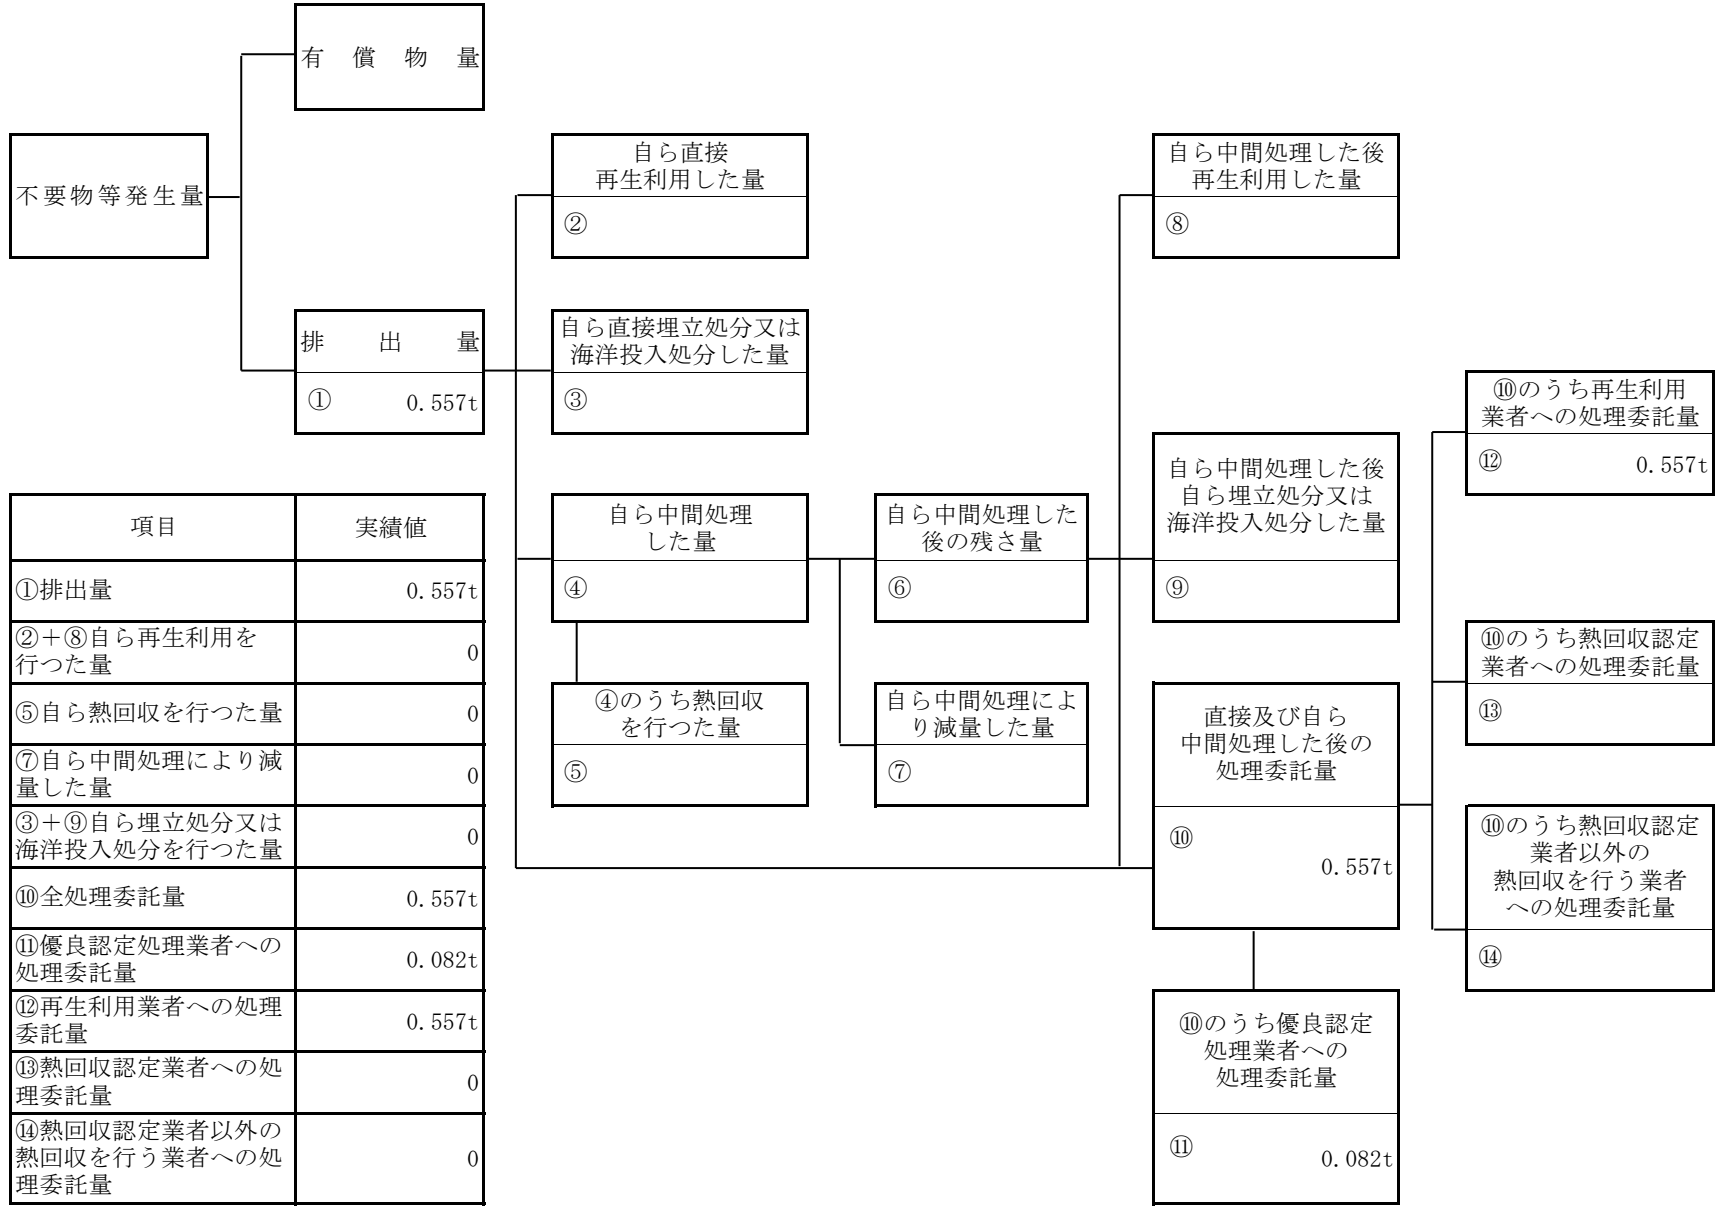 有償物量
不要物等発生量
排出量
① 0.557t
自ら直接
再生利用した量
②
自ら直接埋立処分又は
海洋投入処分した量
③
自ら中間処理
した量
④
④のうち熱回収
を行つた量
⑤
自ら中間処理した
後の残さ量
⑥
自ら中間処理によ
り減量した量
⑦
自ら中間処理した後
再生利用した量
⑧
自ら中間処理した後
自ら埋立処分又は
海洋投入処分した量
⑨
直接及び自ら
中間処理した後の
処理委託量
⑩
0.557t
⑩のうち優良認定
処理業者への
処理委託量
⑪
0.082t
⑩のうち再生利用
業者への処理委託量
⑫ 0.557t
⑩のうち熱回収認定
業者への処理委託量
⑬
⑩のうち熱回収認定
業者以外の
熱回収を行う業者
への処理委託量
⑭
項目 実績値
①排出量 0.557t
②＋⑧自ら再生利用を
行つた量 0
⑤自ら熱回収を行つた量 0
⑦自ら中間処理により減
量した量 0
③＋⑨自ら埋立処分又は
海洋投入処分を行つた量 0
⑩全処理委託量 0.557t
⑪優良認定処理業者への
処理委託量 0.082t
⑫再生利用業者への処理
委託量 0.557t
⑬熱回収認定業者への処
理委託量 0
⑭熱回収認定業者以外の
熱回収を行う業者への処
理委託量 0